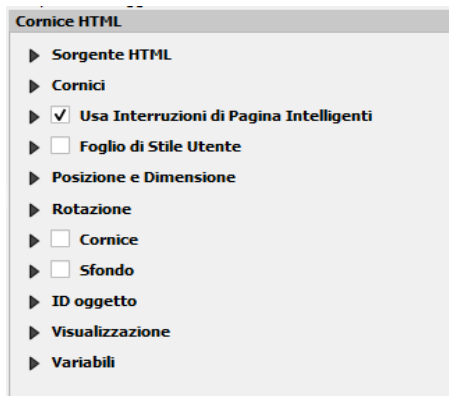 Cornice HTML
Sorgente HTML
Cornici
Usa Interruzioni di Pagina Intelligenti
Foglio di Stile Utente
Posizione e Dimensione
Rotazione
Cornice
Sfondo
ID oggetto
Visualizzazione
Variabili